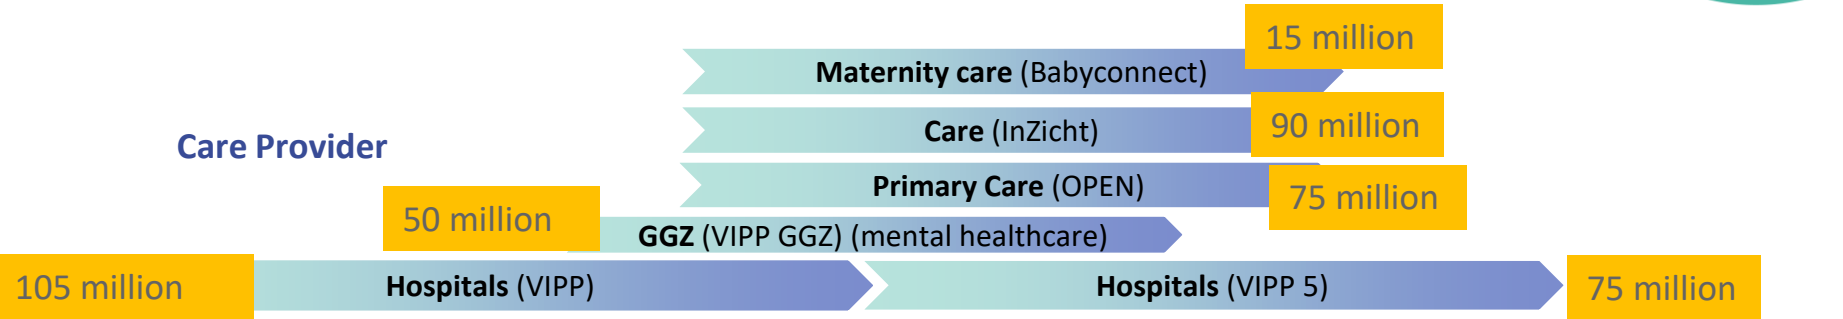 15 million
Maternity care (Babyconnect)
Care (InZicht)
90 million
Care Provider
Primary Care (OPEN)
75 million
50 million
GGZ (VIPP GGZ) (mental healthcare)
105 million
Hospitals (VIPP)
Hospitals (VIPP 5)
75 million